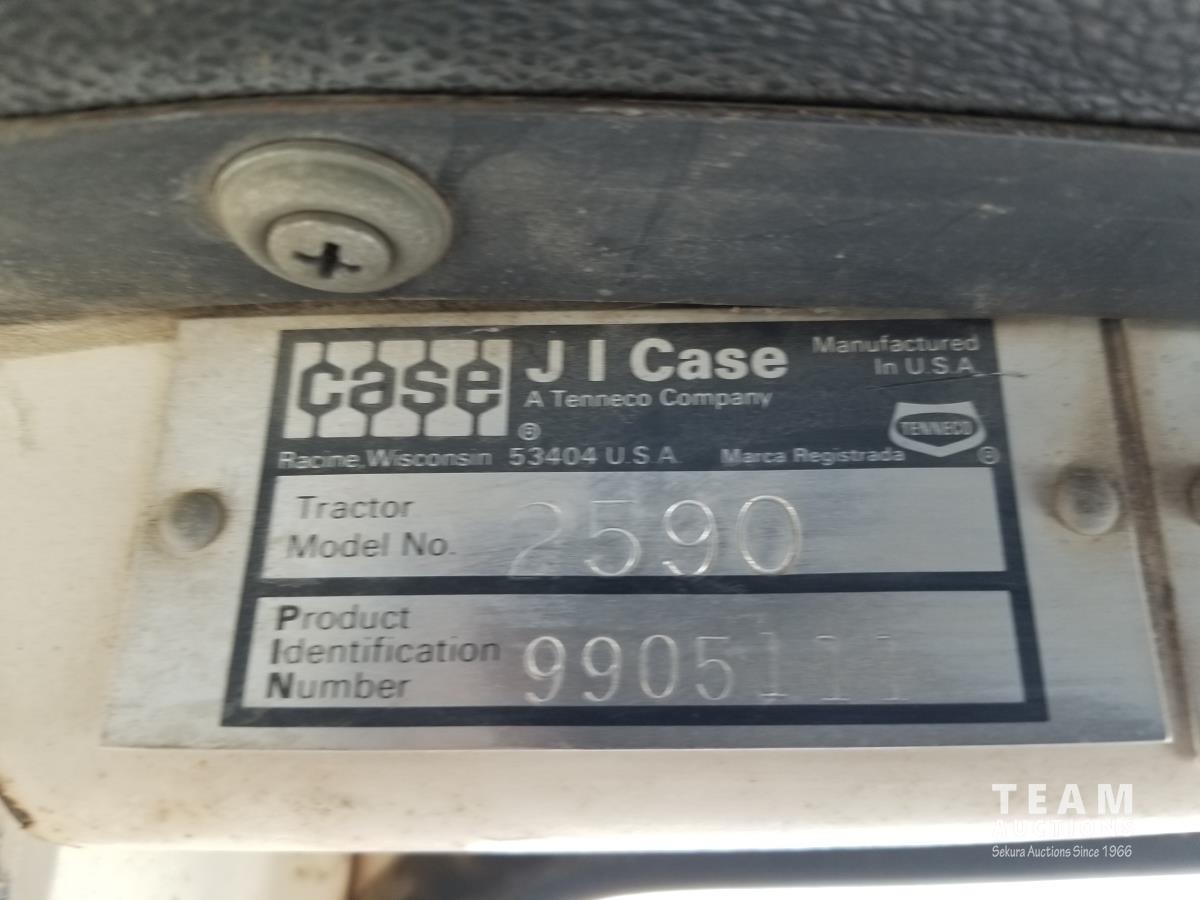 case ® J I Case
A Tenneco Company
Manufactured
In U.S.A.
TENNECO ®
Racine, Wisconsin 53404 U.S.A. Marca Registrada
Tractor
Model No. 2590
Product
Identification
Number 9905111
TEAM
AUCTIONS
Sekura Auctions Since 1966